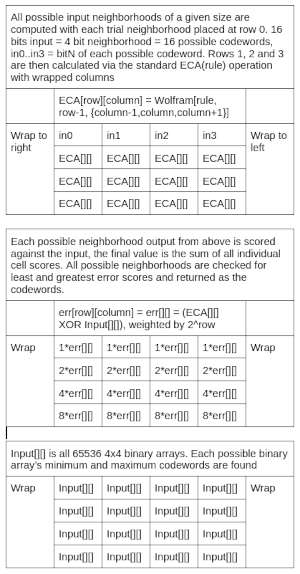 All possible input neighborhoods of a given size are
computed with each trial neighborhood placed at row 0. 16
bits input = 4 bit neighborhood = 16 possible codewords,
in0..in3 = bitN of each possible codeword. Rows 1, 2 and 3
are then calculated via the standard ECA(rule) operation
with wrapped columns
ECA[row][column] = Wolfram[rule,
row-1, {column-1,column,column+1}]
Wrap to
right
in0 in1 in2 in3
Wrap to
left
ECA[][] ECA[][] ECA[][] ECA[][]
ECA[][] ECA[][] ECA[][] ECA[][]
ECA[][] ECA[][] ECA[][] ECA[][]
Each possible neighborhood output from above is scored
against the input, the final value is the sum of all individual
cell scores. All possible neighborhoods are checked for
least and greatest error scores and returned as the
codewords.
err[row][column] = err[][] = (ECA[][]
XOR Input[][]), weighted by 2^row
Wrap 1*err[][] 1*err[][] 1*err[][] 1*err[][] Wrap
2*err[][] 2*err[][] 2*err[][] 2*err[][]
4*err[][] 4*err[][] 4*err[][] 4*err[][]
8*err[][] 8*err[][] 8*err[][] 8*err[][]
Input[][] is all 65536 4x4 binary arrays. Each possible binary
array's minimum and maximum codewords are found
Wrap Input[][] Input[][] Input[][] Input[][] Wrap
Input[][] Input[][] Input[][] Input[][]
Input[][] Input[][] Input[][] Input[][]
Input[][] Input[][] Input[][] Input[][]